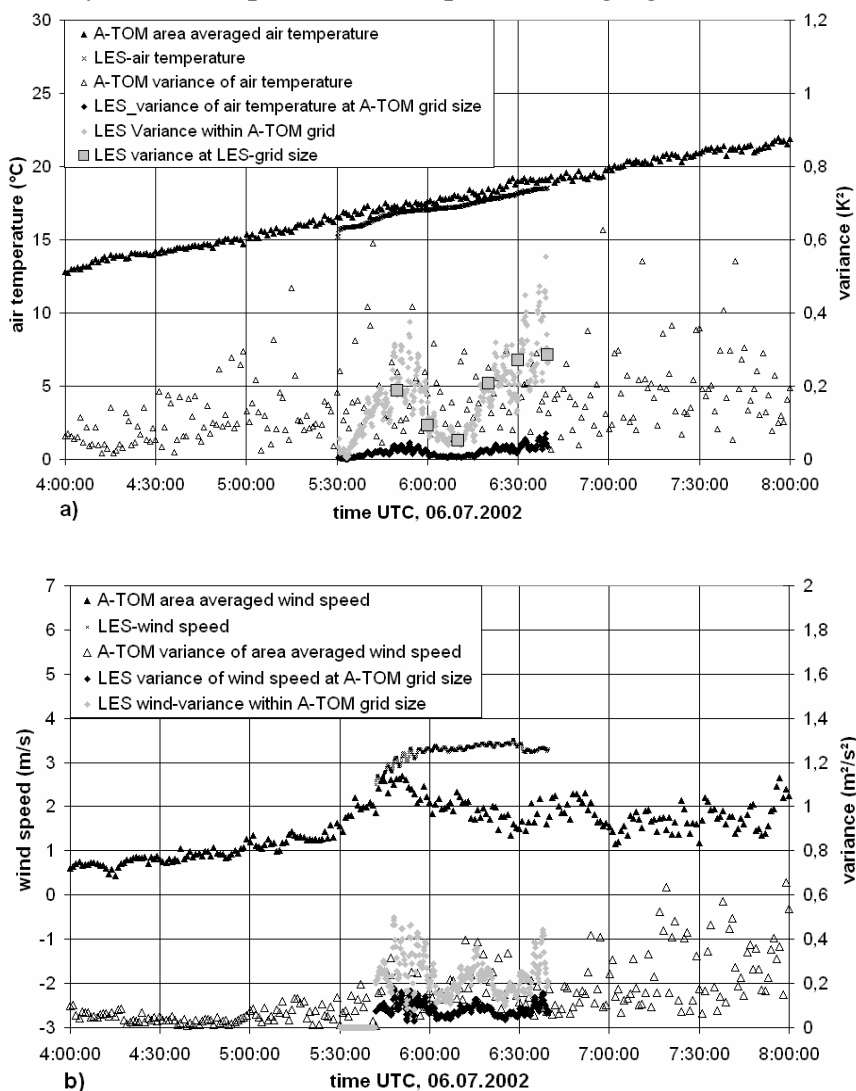 30
25
20
15
10
5
0
air temperature (°C)
▲ A-TOM area averaged air temperature
× LES-air temperature
△ A-TOM variance of air temperature
◆ LES_variance of air temperature at A-TOM grid size
◆ LES Variance within A-TOM grid
■ LES variance at LES-grid size
1,2
1
0,8
0,6
0,4
0,2
0
variance (K²)
4:00:00 4:30:00 5:00:00 5:30:00 6:00:00 6:30:00 7:00:00 7:30:00 8:00:00
a)
time UTC, 06.07.2002
7
6
5
4
3
2
1
0
-1
-2
-3
wind speed (m/s)
▲ A-TOM area averaged wind speed
× LES-wind speed
△ A-TOM variance of area averaged wind speed
◆ LES variance of wind speed at A-TOM grid size
◆ LES wind-variance within A-TOM grid size
2
1,8
1,6
1,4
1,2
1
0,8
0,6
0,4
0,2
0
variance (m²/s²)
4:00:00 4:30:00 5:00:00 5:30:00 6:00:00 6:30:00 7:00:00 7:30:00 8:00:00
b)
time UTC, 06.07.2002